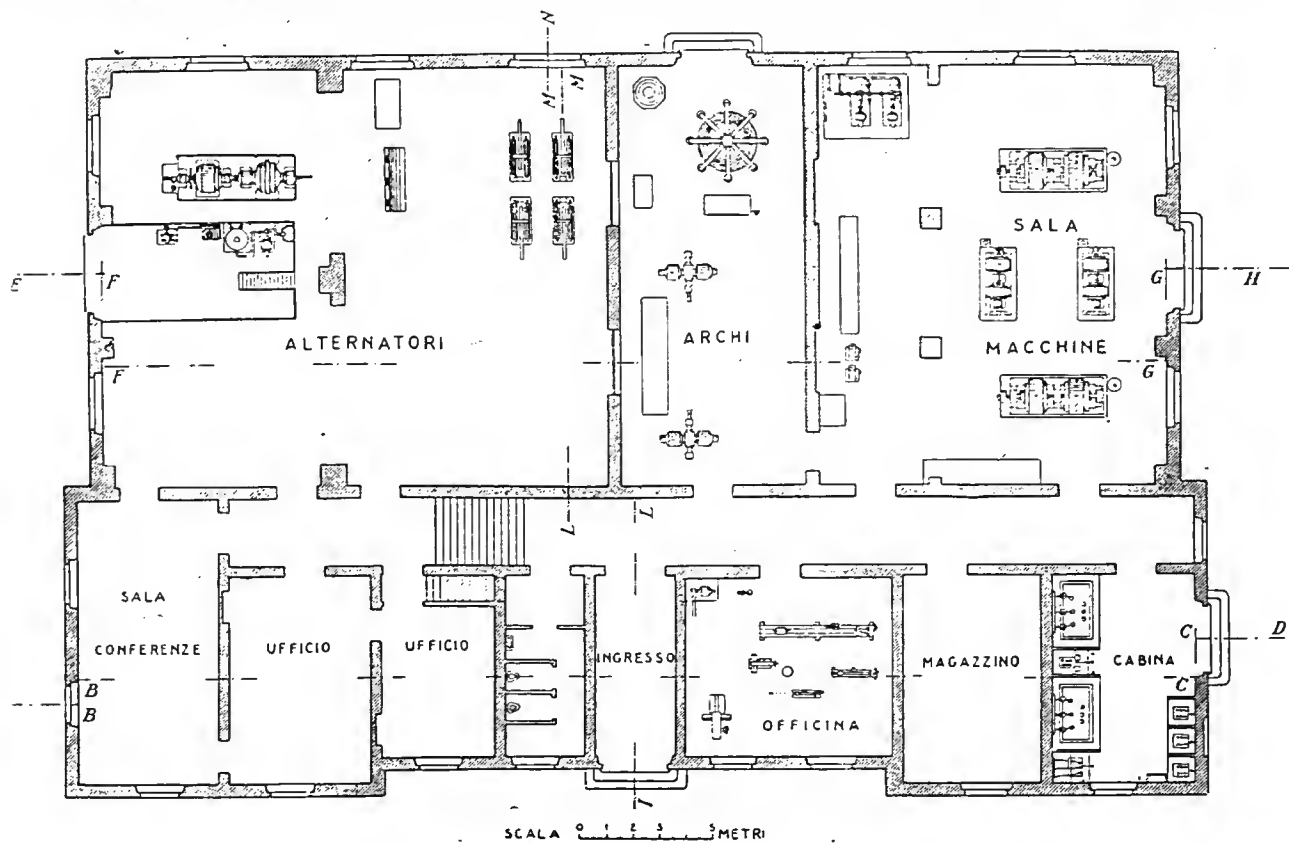 N
M
M
SALA
E
F
G
H
ALTERNATORI
ARCHI
MACCHINE
F
G
L
L
SALA
CONFERENZE
UFFICIO
UFFICIO
INGRESSO
MAGAZZINO
CABINA
C
D
B
B
C
OFFICINA
I
SCALA 0 1 2 3 5 METRI